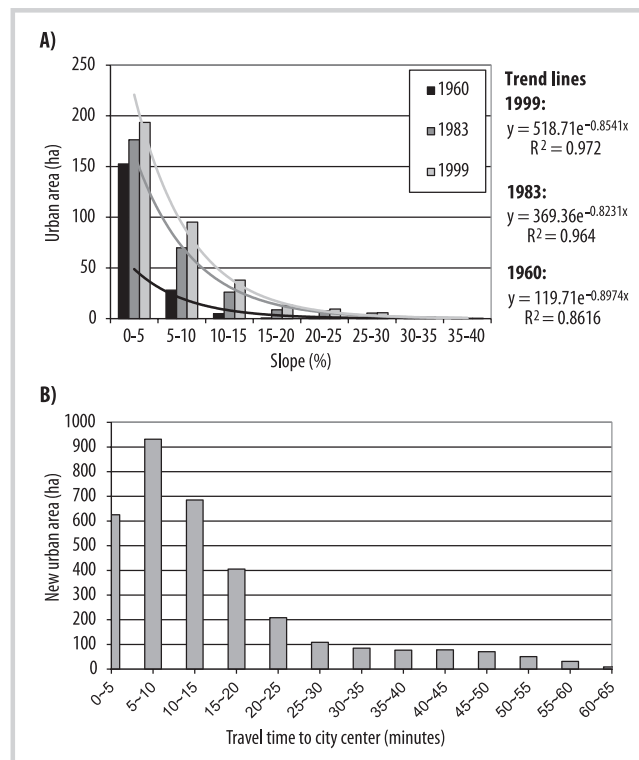 A)
Urban area (ha)
250
200
150
100
50
0
0–5 5–10 10–15 15–20 20–25 25–30 30–35 35–40
Slope (%)
1960
1983
1999
Trend lines
1999:
y = 518.71e^–0.8541x
R² = 0.972
1983:
y = 369.36e^–0.8231x
R² = 0.964
1960:
y = 119.71e^–0.8974x
R² = 0.8616
B)
New urban area (ha)
1000
900
800
700
600
500
400
300
200
100
0
0~5 5~10 10~15 15~20 20~25 25~30 30~35 35~40 40~45 45~50 50~55 55~60 60~65
Travel time to city center (minutes)